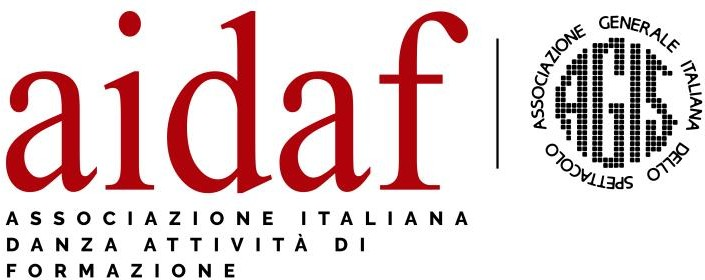 aidaf
ASSOCIAZIONE ITALIANA
DANZA ATTIVITÀ DI
FORMAZIONE
ASSOCIAZIONE GENERALE ITALIANA DELLO SPETTACOLO
AGIS